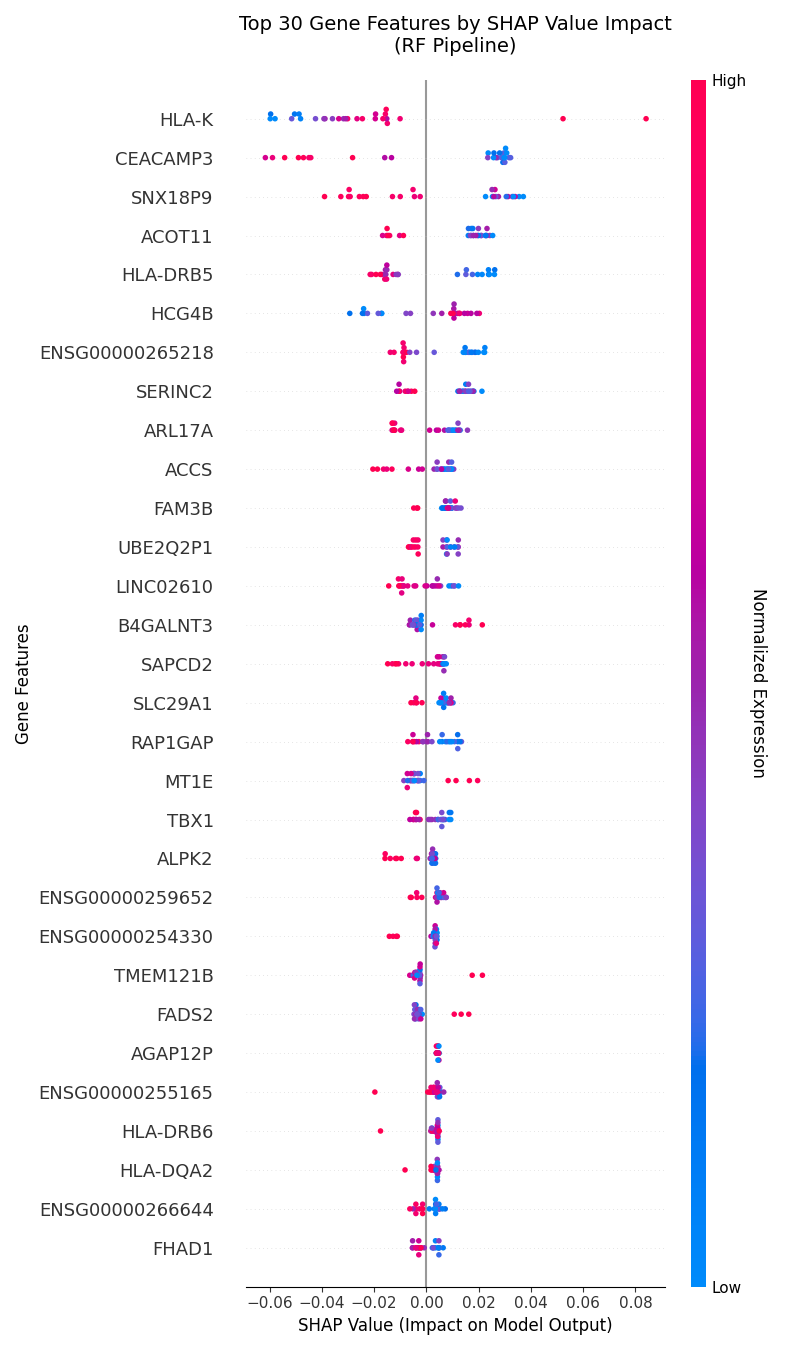 Top 30 Gene Features by SHAP Value Impact
(RF Pipeline)
High
HLA-K
CEACAMP3
SNX18P9
ACOT11
HLA-DRB5
HCG4B
ENSG00000265218
SERINC2
ARL17A
ACCS
FAM3B
UBE2Q2P1
LINC02610
B4GALNT3
SAPCD2
SLC29A1
RAP1GAP
MT1E
TBX1
ALPK2
ENSG00000259652
ENSG00000254330
TMEM121B
FADS2
AGAP12P
ENSG00000255165
HLA-DRB6
HLA-DQA2
ENSG00000266644
FHAD1
Gene Features
Normalized Expression
Low
−0.06 −0.04 −0.02 0.00 0.02 0.04 0.06 0.08
SHAP Value (Impact on Model Output)